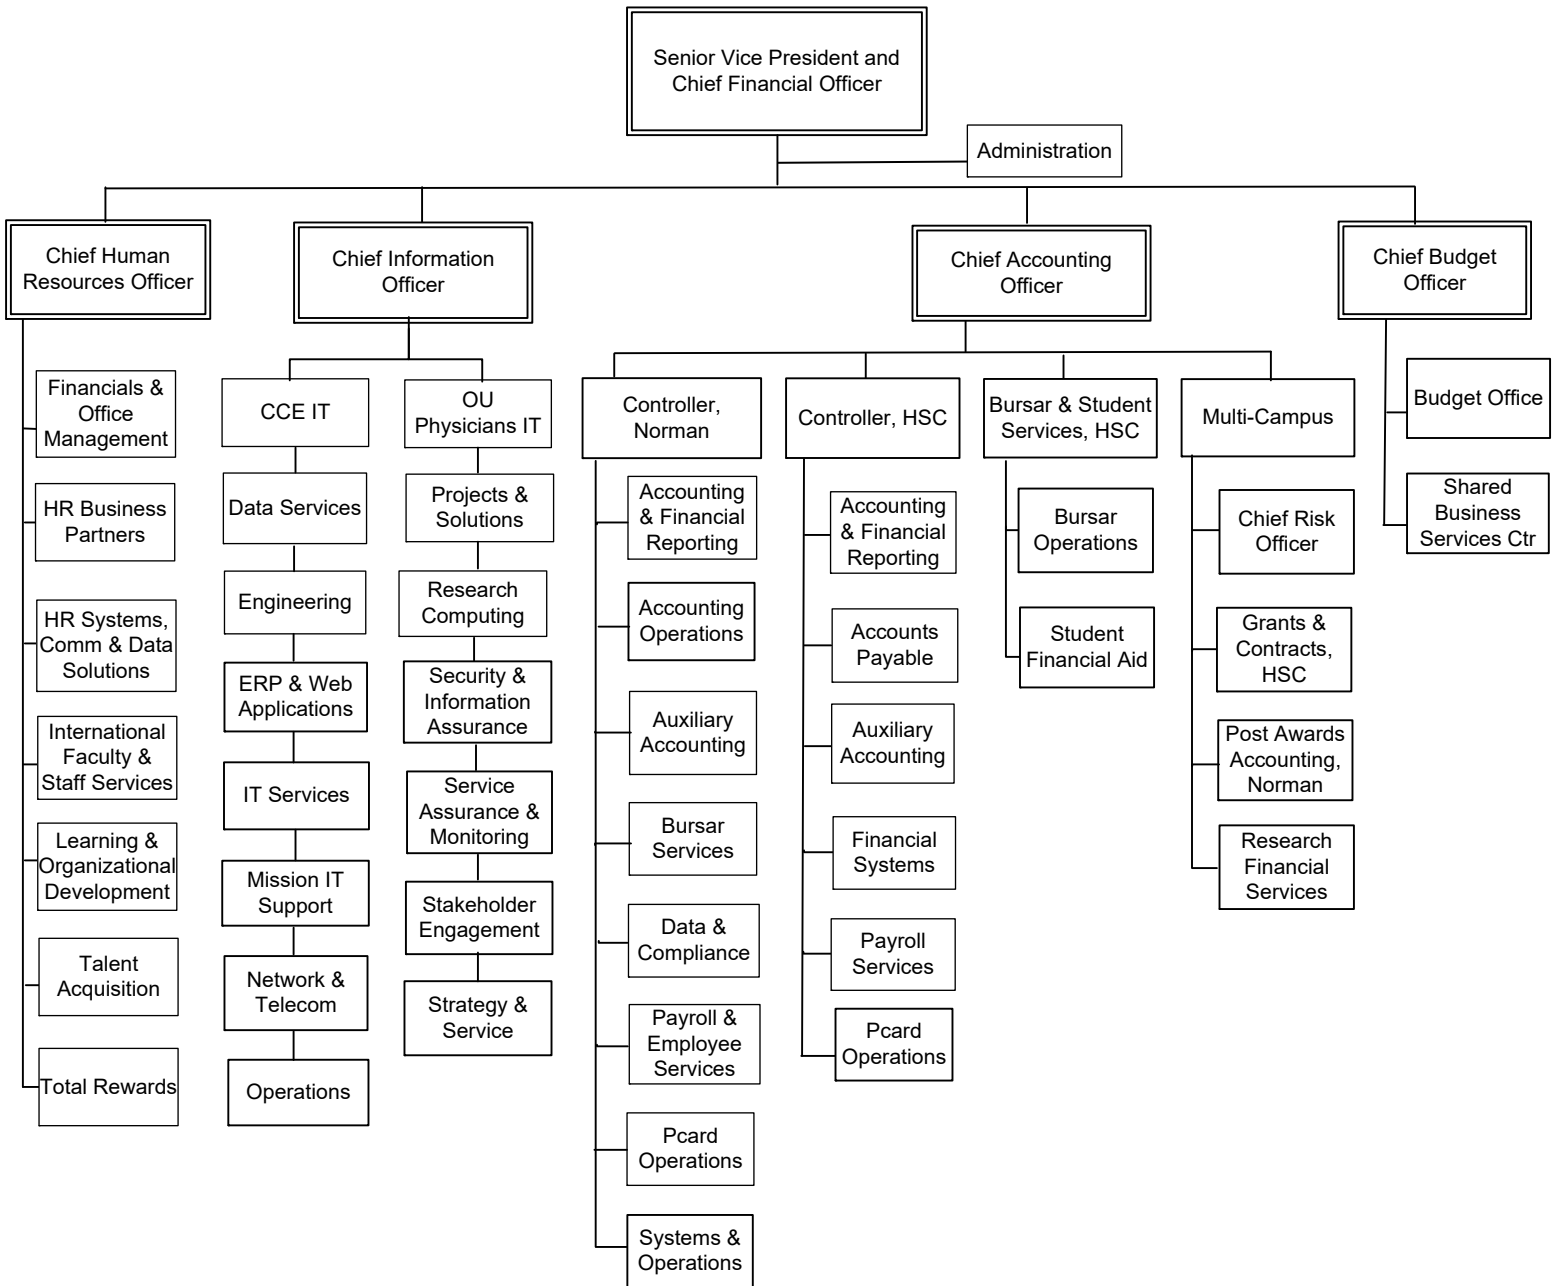 Senior Vice President and
Chief Financial Officer
Administration
Chief Human
Resources Officer
Chief Information
Officer
Chief Accounting
Officer
Chief Budget
Officer
Financials &
Office
Management
HR Business
Partners
HR Systems,
Comm & Data
Solutions
International
Faculty &
Staff Services
Learning &
Organizational
Development
Talent
Acquisition
Total Rewards
CCE IT
Data Services
Engineering
ERP & Web
Applications
IT Services
Mission IT
Support
Network &
Telecom
Operations
OU
Physicians IT
Projects &
Solutions
Research
Computing
Security &
Information
Assurance
Service
Assurance &
Monitoring
Stakeholder
Engagement
Strategy &
Service
Controller,
Norman
Accounting
& Financial
Reporting
Accounting
Operations
Auxiliary
Accounting
Bursar
Services
Data &
Compliance
Payroll &
Employee
Services
Pcard
Operations
Systems &
Operations
Controller, HSC
Accounting
& Financial
Reporting
Accounts
Payable
Auxiliary
Accounting
Financial
Systems
Payroll
Services
Pcard
Operations
Bursar & Student
Services, HSC
Bursar
Operations
Student
Financial Aid
Multi-Campus
Chief Risk
Officer
Grants &
Contracts,
HSC
Post Awards
Accounting,
Norman
Research
Financial
Services
Budget Office
Shared
Business
Services Ctr